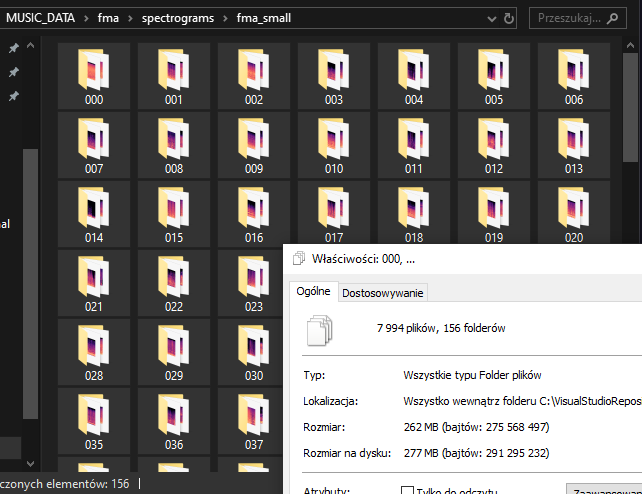 MUSIC_DATA > fma > spectrograms > fma_small
Przeszukaj...
000 001 002 003 004 005 006
007 008 009 010 011 012 013
014 015 016 017 018 019 020
021 022 023
028 029 030
035 036 037
al
czonych elementów: 156
Właściwości: 000, ...
Ogólne Dostosowywanie
7 994 plików, 156 folderów
Typ: Wszystkie typu Folder plików
Lokalizacja: Wszystko wewnątrz folderu C:\VisualStudioRepos
Rozmiar: 262 MB (bajtów: 275 568 497)
Rozmiar na dysku: 277 MB (bajtów: 291 295 232)
Atrybuty: Tylko do odczytu